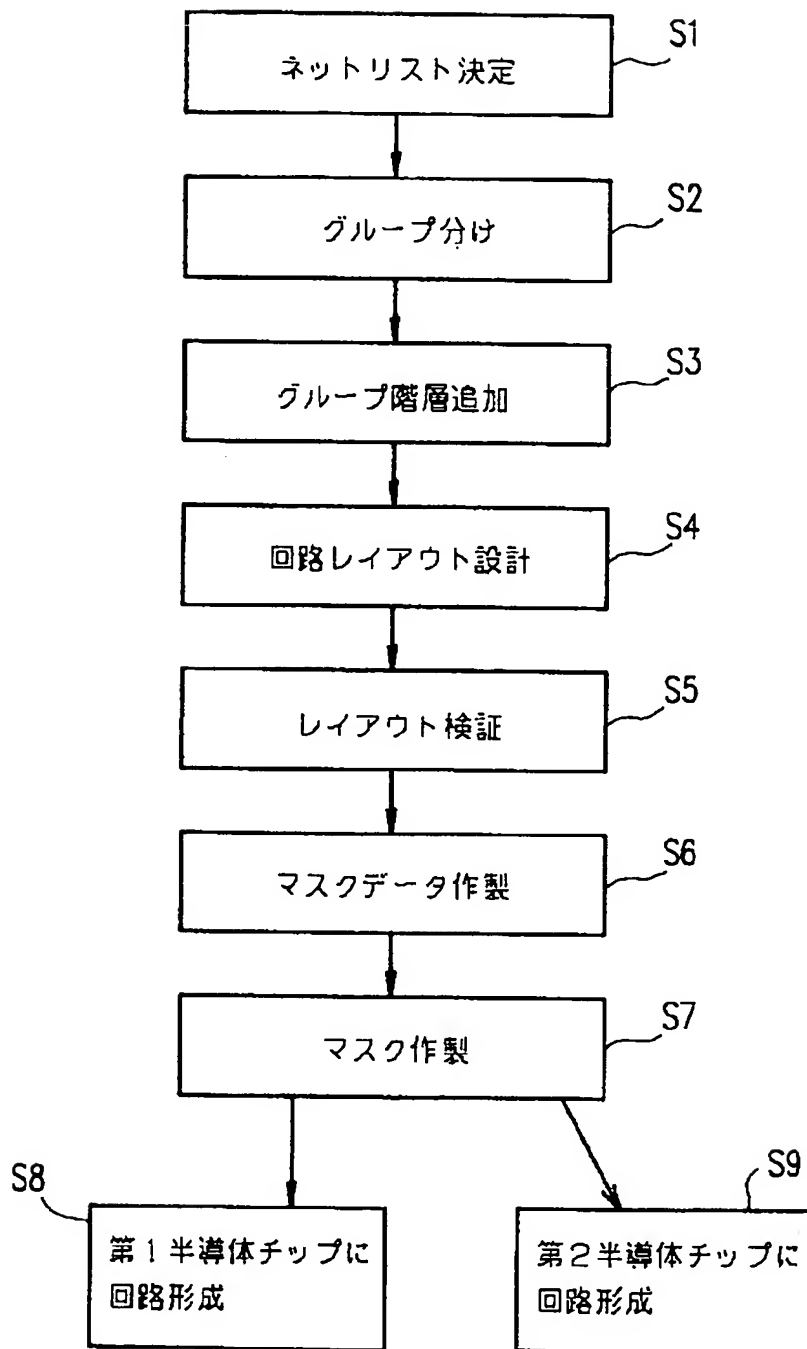 S1
ネットリスト決定
S2
グループ分け
S3
グループ階層追加
S4
回路レイアウト設計
S5
レイアウト検証
S6
マスクデータ作製
S7
マスク作製
S8
第1半導体チップに
回路形成
S9
第2半導体チップに
回路形成